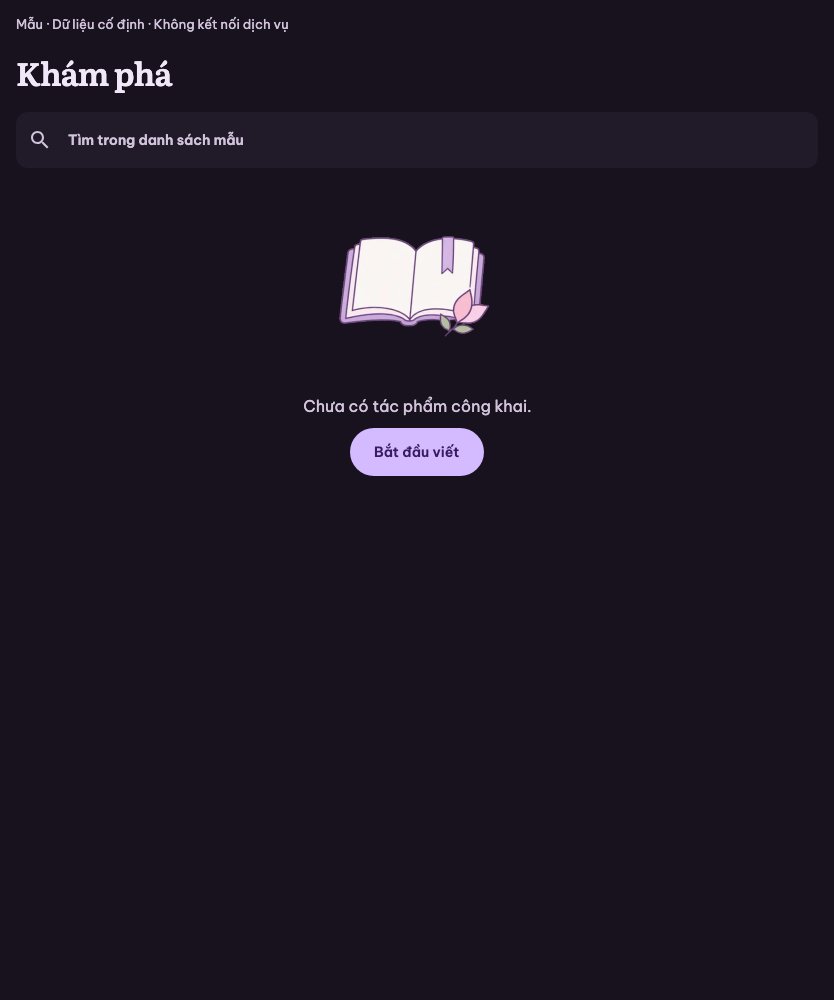 Mẫu · Dữ liệu cố định · Không kết nối dịch vụ
Khám phá
Tìm trong danh sách mẫu
Chưa có tác phẩm công khai.
Bắt đầu viết